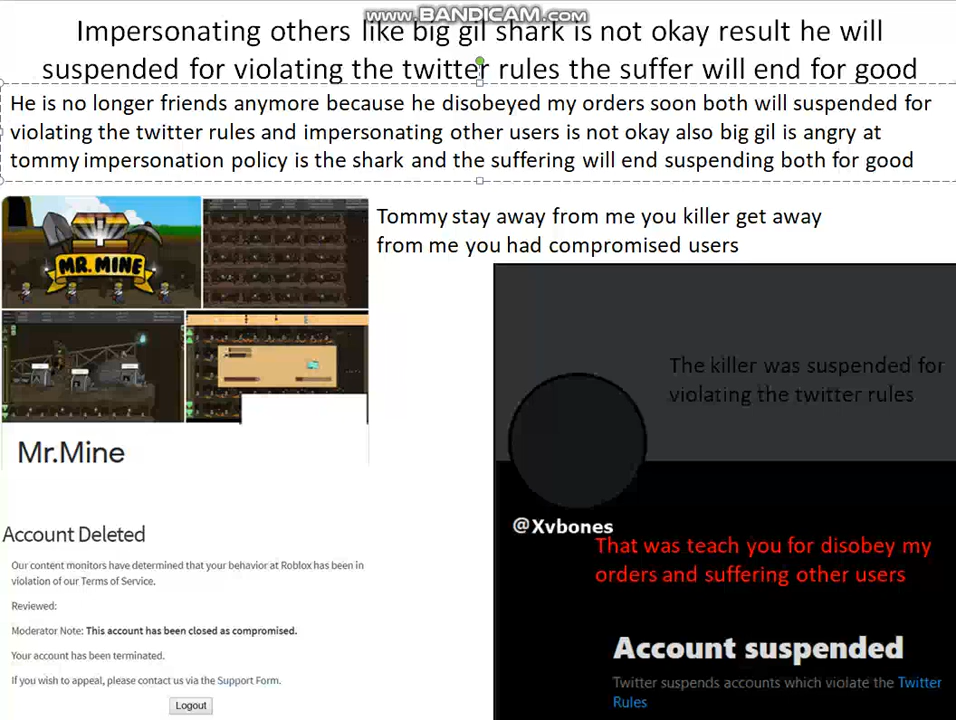 www.BANDICAM.com
Impersonating others like big gil shark is not okay result he will
suspended for violating the twitter rules the suffer will end for good
He is no longer friends anymore because he disobeyed my orders soon both will suspended for
violating the twitter rules and impersonating other users is not okay also big gil is angry at
tommy impersonation policy is the shark and the suffering will end suspending both for good
Tommy stay away from me you killer get away
from me you had compromised users
MR. MINE
Mr.Mine
The killer was suspended for
violating the twitter rules
@Xvbones
That was teach you for disobey my
orders and suffering other users
Account suspended
Twitter suspends accounts which violate the Twitter
Rules
Account Deleted
Our content monitors have determined that your behavior at Roblox has been in
violation of our Terms of Service.
Reviewed:
Moderator Note: This account has been closed as compromised.
Your account has been terminated.
If you wish to appeal, please contact us via the Support Form.
Logout